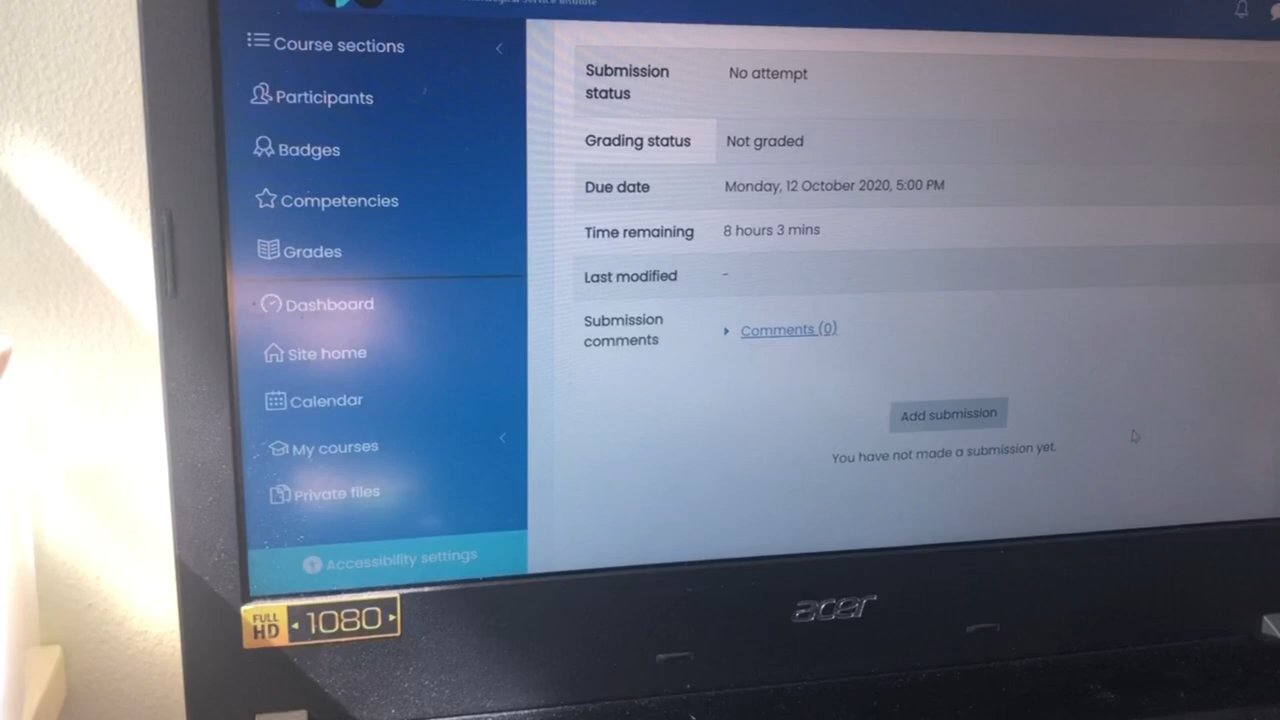 Service Institute
Course sections
Participants
Badges
Competencies
Grades
Dashboard
Site home
Calendar
My courses
Private files
Accessibility settings
Submission status
No attempt
Grading status
Not graded
Due date
Monday, 12 October 2020, 5:00 PM
Time remaining
8 hours 3 mins
Last modified
-
Submission comments
Comments (0)
Add submission
You have not made a submission yet.
FULL HD
1080
acer